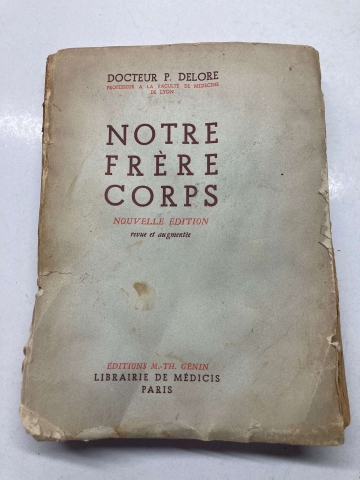 DOCTEUR P. DELORE
PROFESSEUR A LA FACULTÉ DE MÉDECINE
DE LYON
NOTRE
FRÈRE
CORPS
NOUVELLE ÉDITION
revue et augmentée
ÉDITIONS M.-TH. GÉNIN
LIBRAIRIE DE MÉDICIS
PARIS